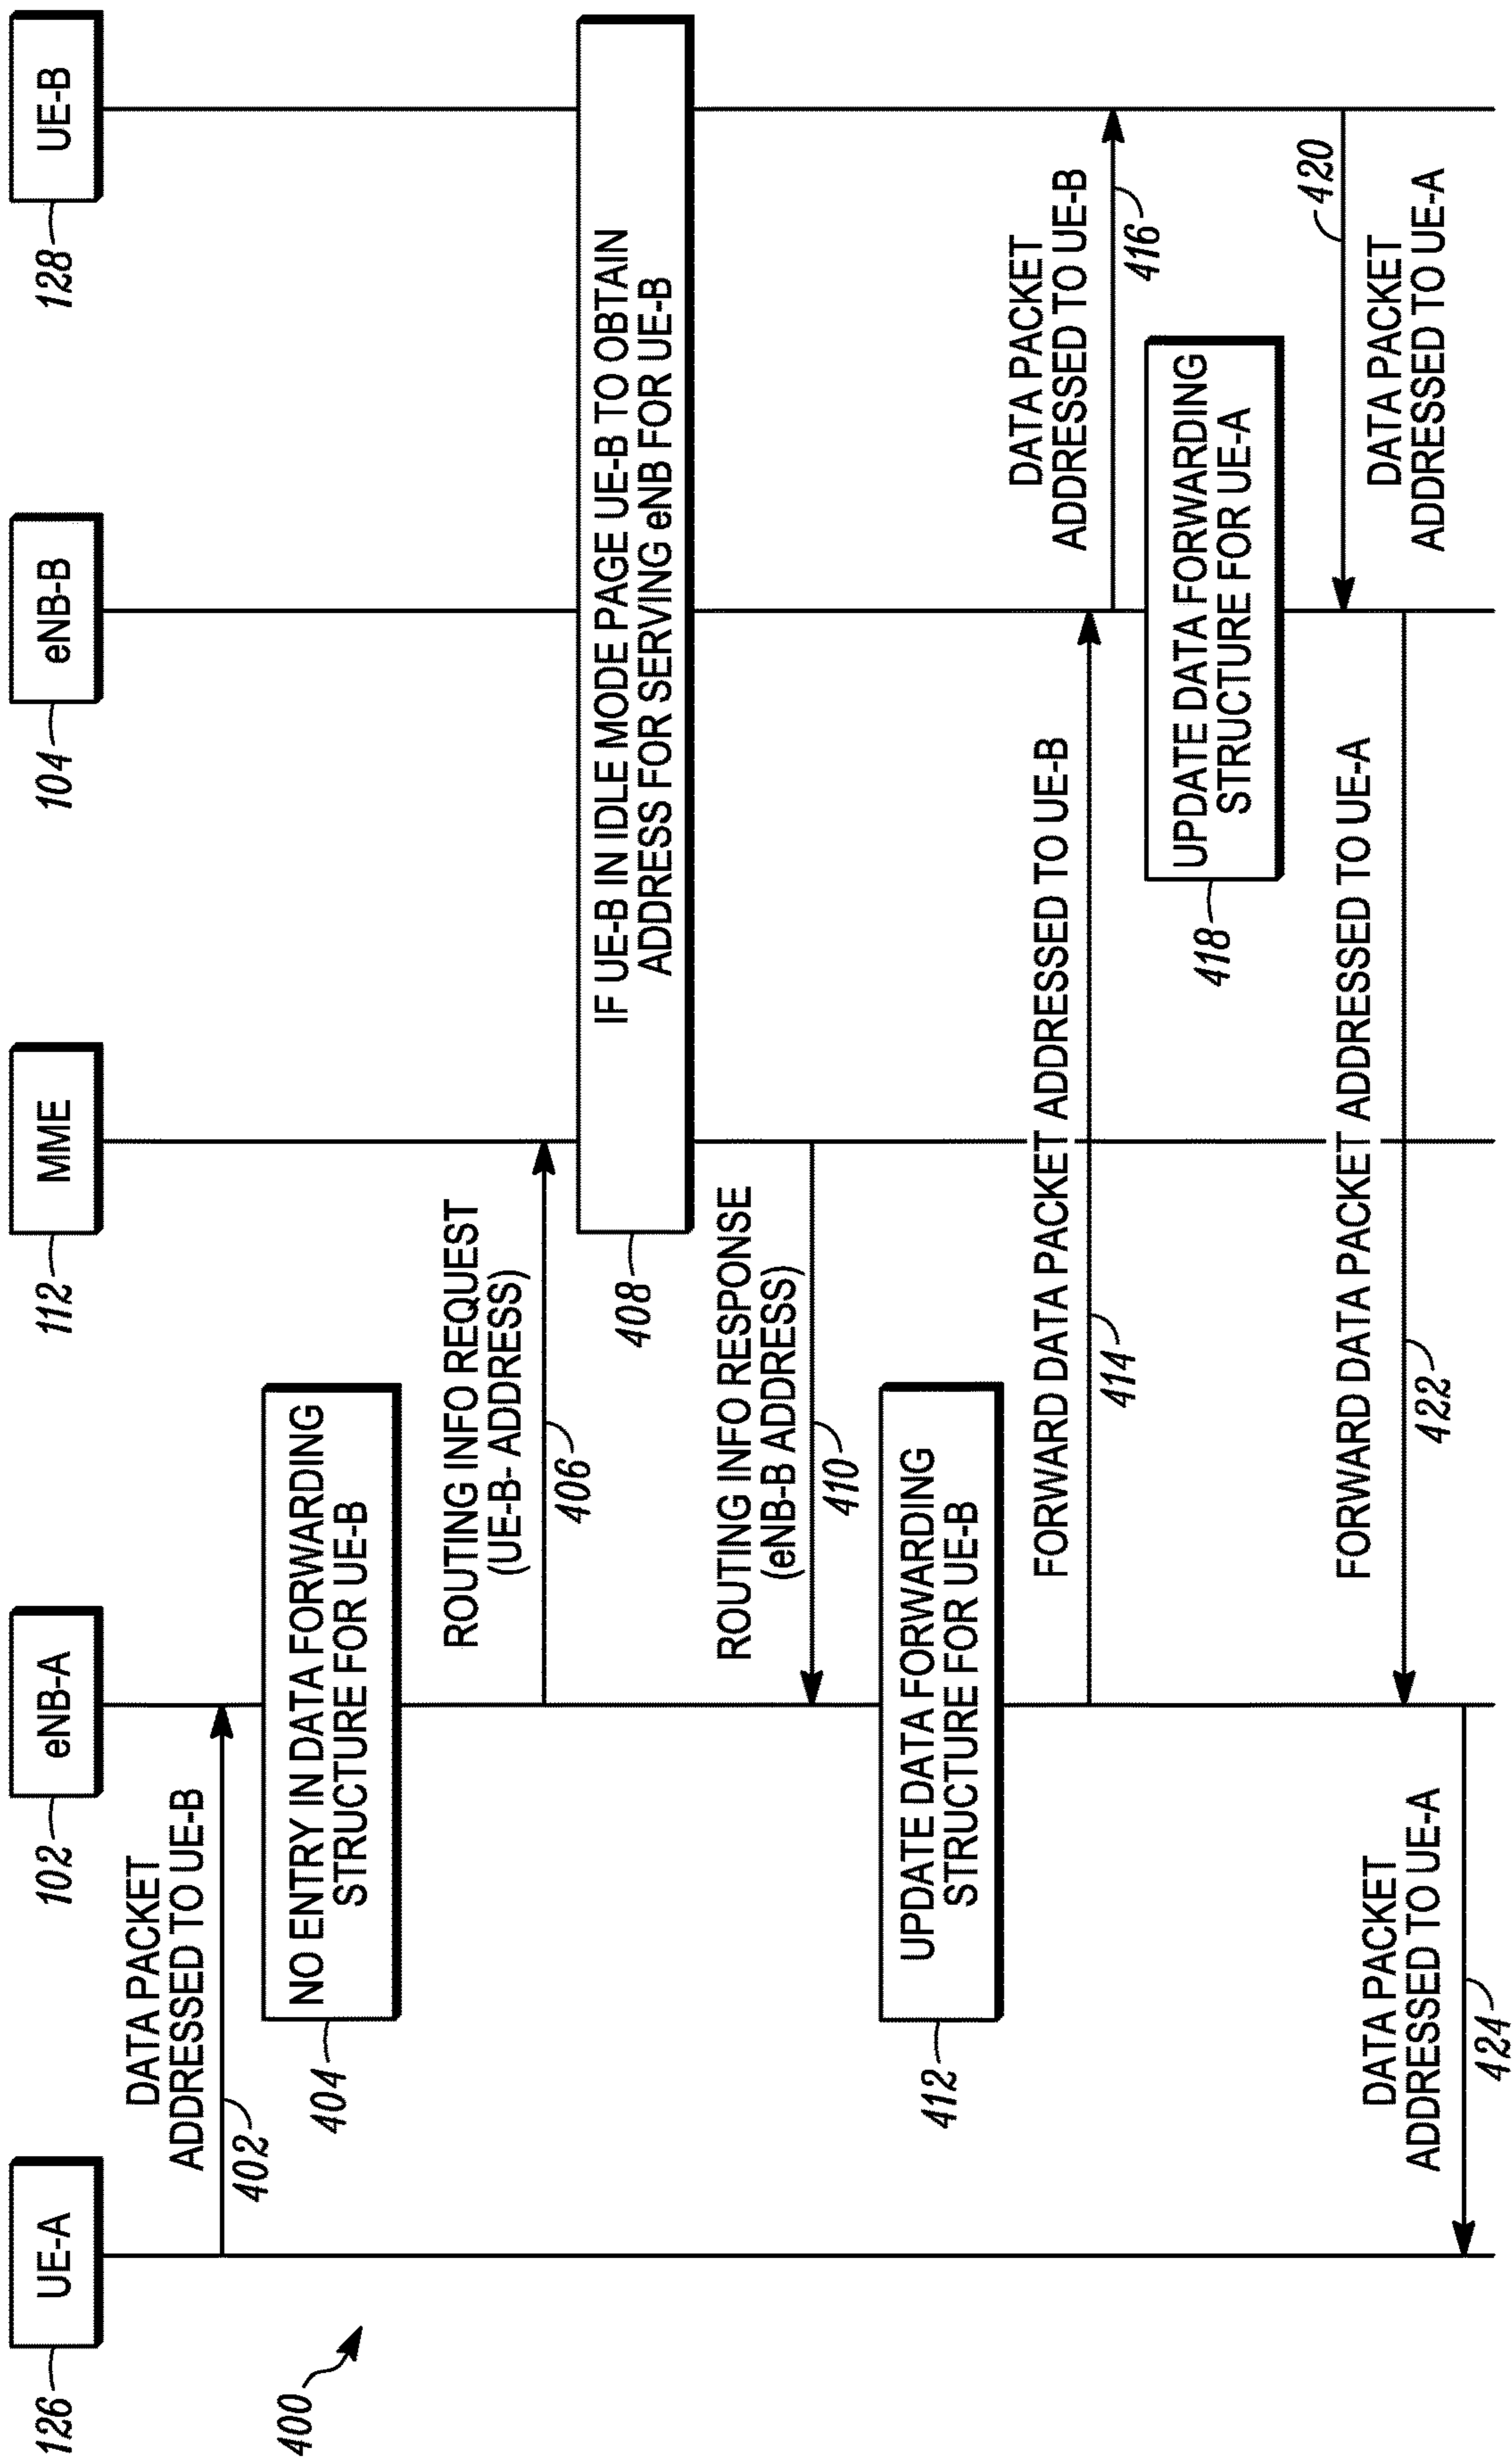 126
UE-A
102
eNB-A
112
MME
104
eNB-B
128
UE-B
400
DATA PACKET
ADDRESSED TO UE-B
402
404
NO ENTRY IN DATA FORWARDING
STRUCTURE FOR UE-B
ROUTING INFO REQUEST
(UE-B- ADDRESS)
406
408
IF UE-B IN IDLE MODE PAGE UE-B TO OBTAIN
ADDRESS FOR SERVING eNB FOR UE-B
ROUTING INFO RESPONSE
(eNB-B ADDRESS)
410
412
UPDATE DATA FORWARDING
STRUCTURE FOR UE-B
FORWARD DATA PACKET ADDRESSED TO UE-B
414
DATA PACKET
ADDRESSED TO UE-B
416
418
UPDATE DATA FORWARDING
STRUCTURE FOR UE-A
420
DATA PACKET
ADDRESSED TO UE-A
FORWARD DATA PACKET ADDRESSED TO UE-A
422
DATA PACKET
ADDRESSED TO UE-A
424